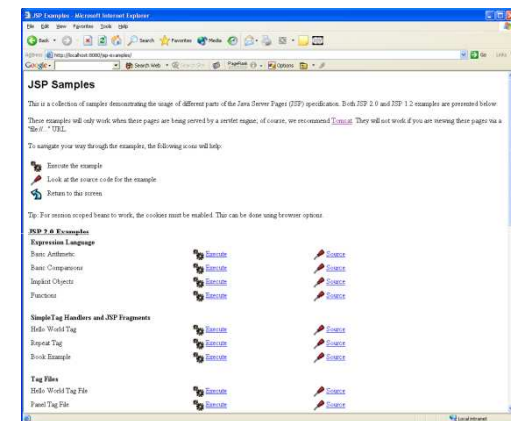 JSP Examples - Microsoft Internet Explorer
File Edit View Favorites Tools Help
Back Search Favorites Media
Address http://localhost:8080/jsp-examples/ Go Links
Google Search Web PageRank Options
JSP Samples
This is a collection of samples demonstrating the usage of different parts of the Java Server Pages (JSP) specification. Both JSP 2.0 and JSP 1.2 examples are presented below.
These examples will only work when these pages are being served by a servlet engine; of course, we recommend Tomcat. They will not work if you are viewing these pages via a
"file://..." URL.
To navigate your way through the examples, the following icons will help:
Execute the example
Look at the source code for the example
Return to this screen
Tip: For session scoped beans to work, the cookies must be enabled. This can be done using browser options.
JSP 2.0 Examples
Expression Language
Basic Arithmetic Execute Source
Basic Comparisons Execute Source
Implicit Objects Execute Source
Functions Execute Source
SimpleTag Handlers and JSP Fragments
Hello World Tag Execute Source
Repeat Tag Execute Source
Book Example Execute Source
Tag Files
Hello World Tag File Execute Source
Panel Tag File Execute Source
Local intranet